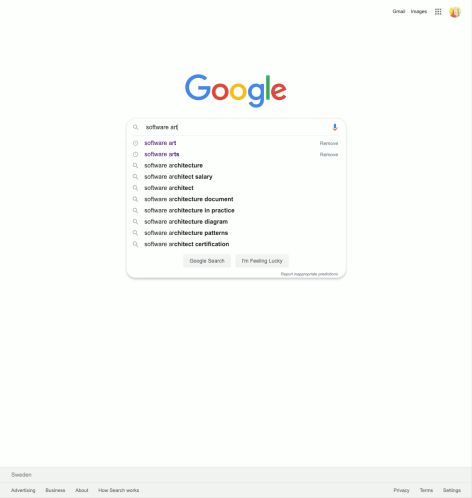 Gmail Images
Google
software art
software art Remove
software arts Remove
software architecture
software architect salary
software architect
software architecture document
software architecture in practice
software architecture diagram
software architecture patterns
software architect certification
Google Search I'm Feeling Lucky
Report inappropriate predictions
Sweden
Advertising Business About How Search works Privacy Terms Settings